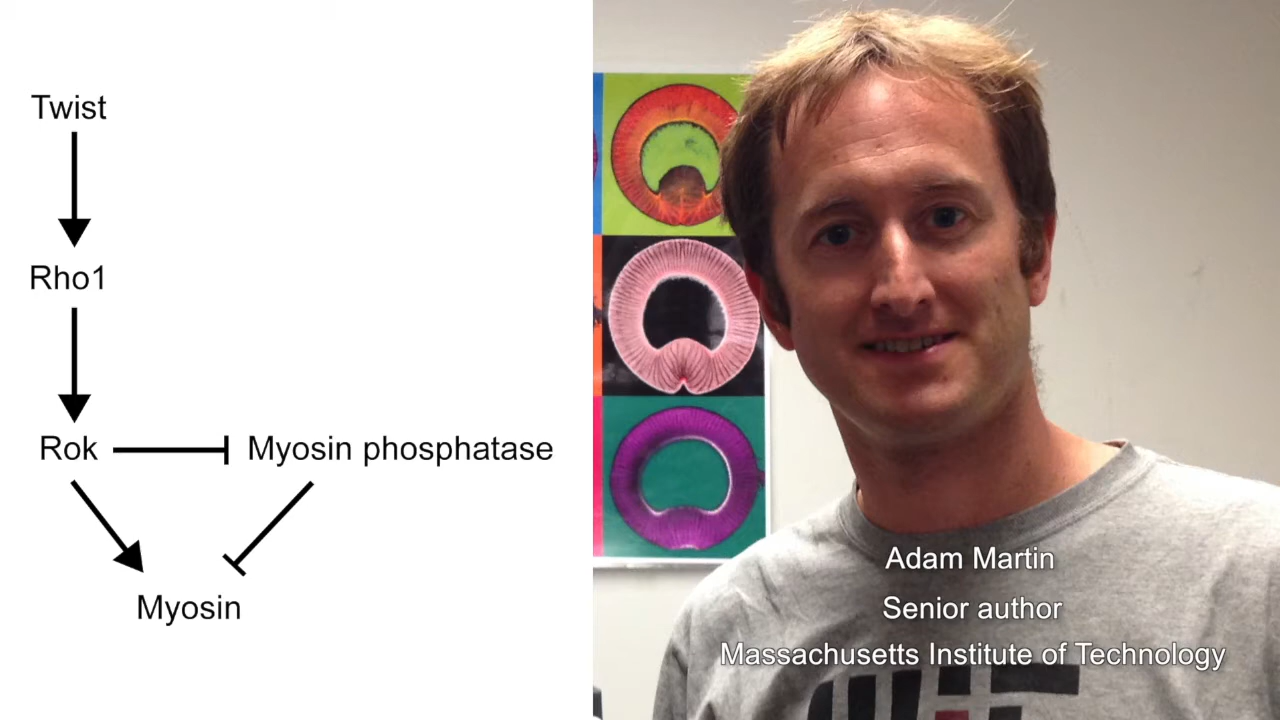 Twist
Rho1
Rok
Myosin phosphatase
Myosin
Adam Martin
Senior author
Massachusetts Institute of Technology